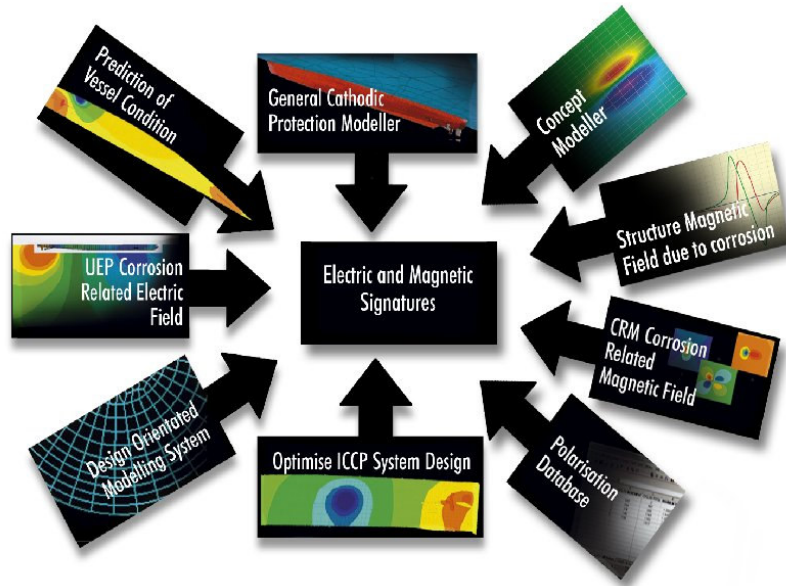 Prediction of
Vessel Condition
General Cathodic
Protection Modeller
Concept
Modeller
Structure Magnetic
Field due to corrosion
UEP Corrosion
Related Electric
Field
Electric and Magnetic
Signatures
CRM Corrosion
Related
Magnetic Field
Design Orientated
Modelling System
Optimise ICCP System Design
Polarisation
Database